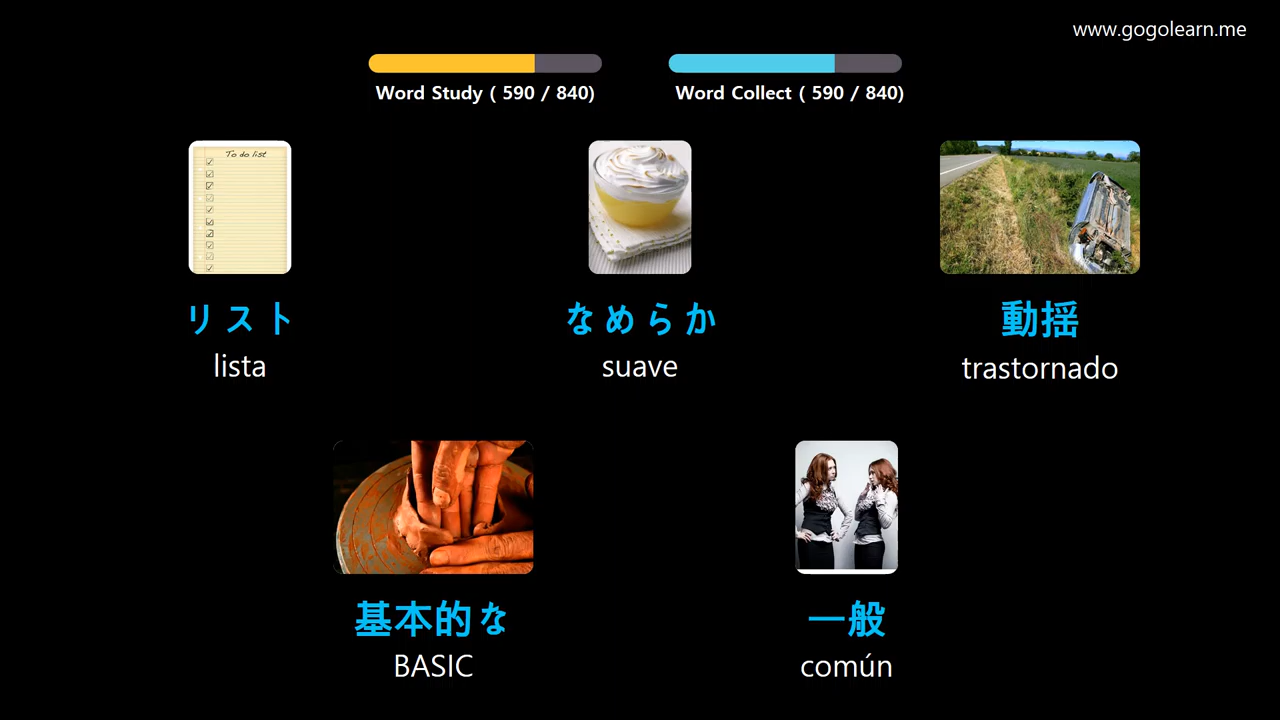 www.gogolearn.me
Word Study ( 590 / 840)
Word Collect ( 590 / 840)
To do list
リスト
lista
なめらか
suave
動揺
trastornado
基本的な
BASIC
一般
común